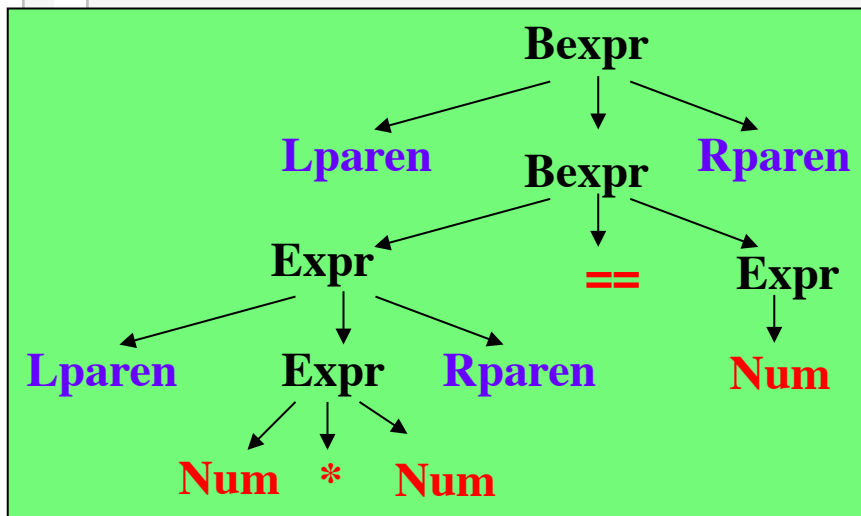 Bexpr
Lparen Bexpr Rparen
Expr == Expr
Lparen Expr Rparen Num
Num * Num